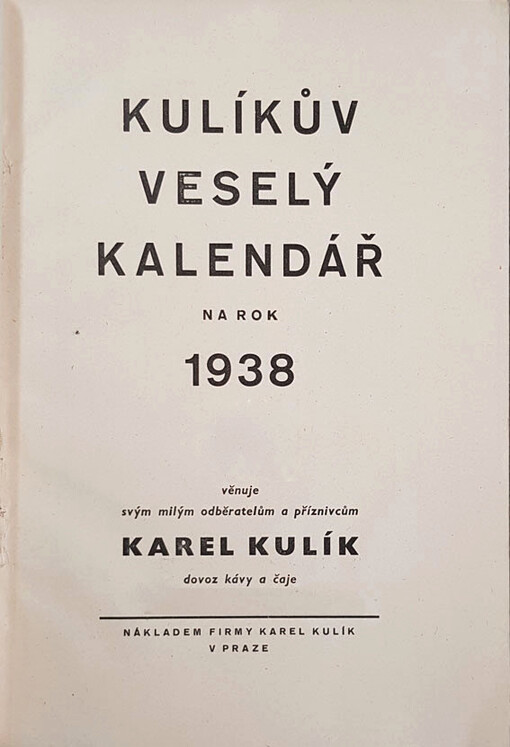 KULÍKŮV
VESELÝ
KALENDÁŘ
NA ROK
1938
věnuje
svým milým odběratelům a příznivcům
KAREL KULÍK
dovoz kávy a čaje
NÁKLADEM FIRMY KAREL KULÍK
V PRAZE